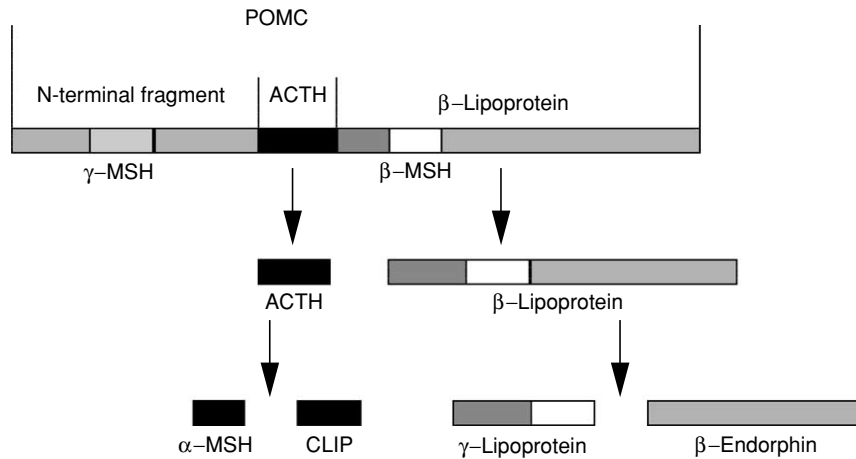 POMC
N-terminal fragment ACTH β–Lipoprotein
γ–MSH β–MSH
ACTH β–Lipoprotein
α–MSH CLIP γ–Lipoprotein β–Endorphin